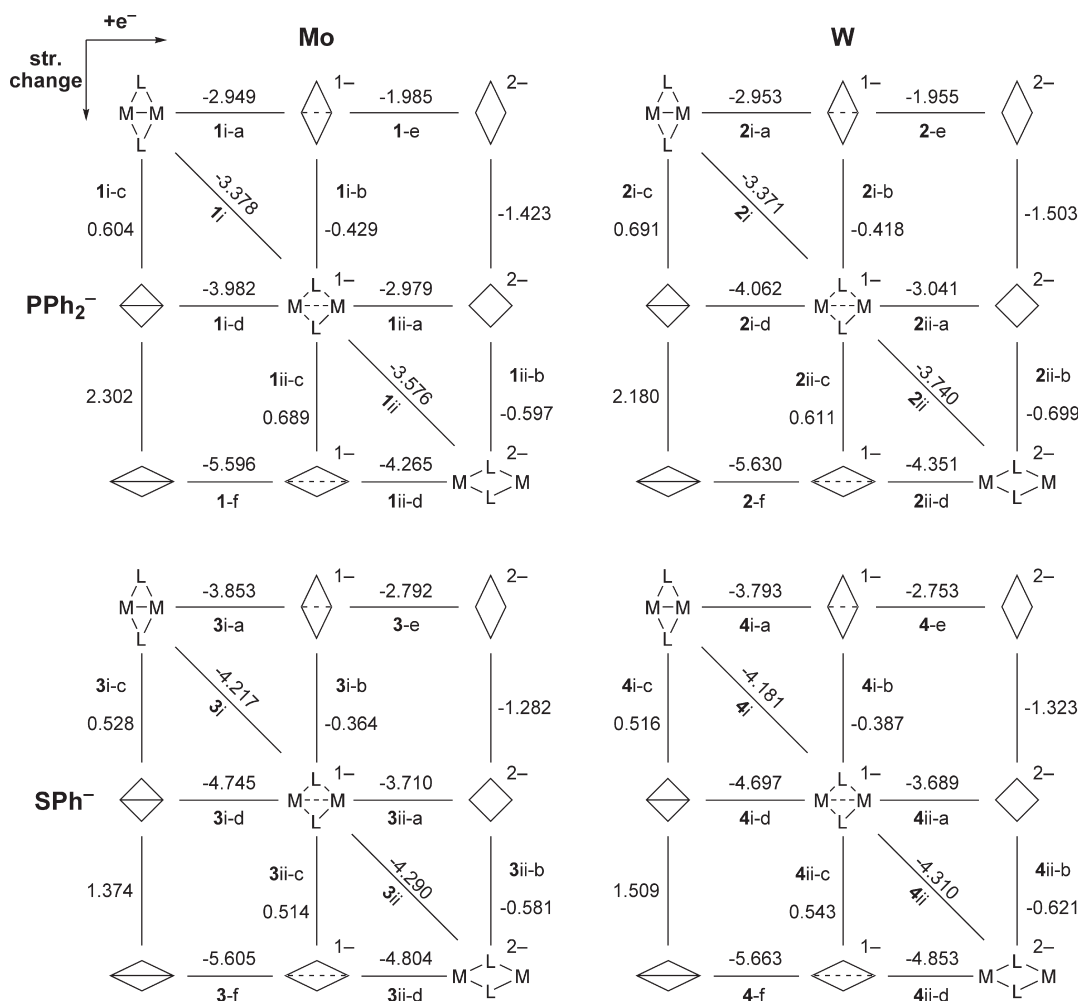 +e⁻
str.
change
Mo
W
L
M–M
L
-2.949
1i-a
1–
-1.985
1-e
2–
L
M–M
L
-2.953
2i-a
1–
-1.955
2-e
2–
1i-c
0.604
-3.378
1i
1i-b
-0.429
-1.423
2i-c
0.691
-3.371
2i
2i-b
-0.418
-1.503
PPh₂⁻
-3.982
1i-d
L 1–
M---M
L
-2.979
1ii-a
2–
-4.062
2i-d
L 1–
M---M
L
-3.041
2ii-a
2–
2.302
1ii-c
0.689
-3.576
1ii
1ii-b
-0.597
2.180
2ii-c
0.611
-3.740
2ii
2ii-b
-0.699
-5.596
1-f
1–
-4.265
1ii-d
L 2–
M M
L
-5.630
2-f
1–
-4.351
2ii-d
L 2–
M M
L
L
M–M
L
-3.853
3i-a
1–
-2.792
3-e
2–
L
M–M
L
-3.793
4i-a
1–
-2.753
4-e
2–
3i-c
0.528
-4.217
3i
3i-b
-0.364
-1.282
4i-c
0.516
-4.181
4i
4i-b
-0.387
-1.323
SPh⁻
-4.745
3i-d
L 1–
M---M
L
-3.710
3ii-a
2–
-4.697
4i-d
L 1–
M---M
L
-3.689
4ii-a
2–
1.374
3ii-c
0.514
-4.290
3ii
3ii-b
-0.581
1.509
4ii-c
0.543
-4.310
4ii
4ii-b
-0.621
-5.605
3-f
1–
-4.804
3ii-d
L 2–
M M
L
-5.663
4-f
1–
-4.853
4ii-d
L 2–
M M
L